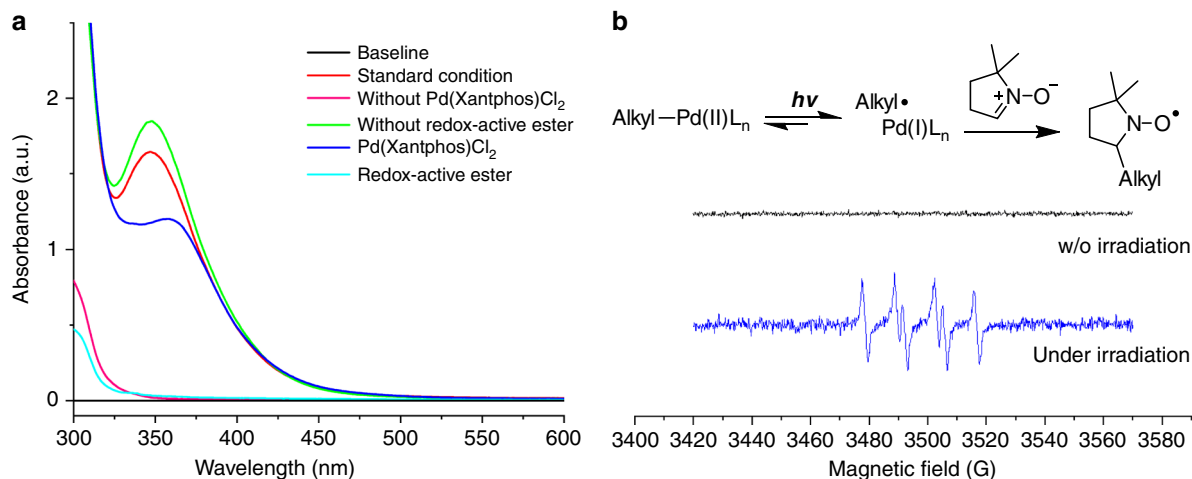 a
Absorbance (a.u.)
2
1
0
300
350
400
450
500
550
600
Wavelength (nm)
Baseline
Standard condition
Without Pd(Xantphos)Cl₂
Without redox-active ester
Pd(Xantphos)Cl₂
Redox-active ester
b
Alkyl—Pd(II)Lₙ
hν
Alkyl•
Pd(I)Lₙ
N—O⁻
+
N—O•
Alkyl
w/o irradiation
Under irradiation
3400 3420 3440 3460 3480 3500 3520 3540 3560 3580
Magnetic field (G)